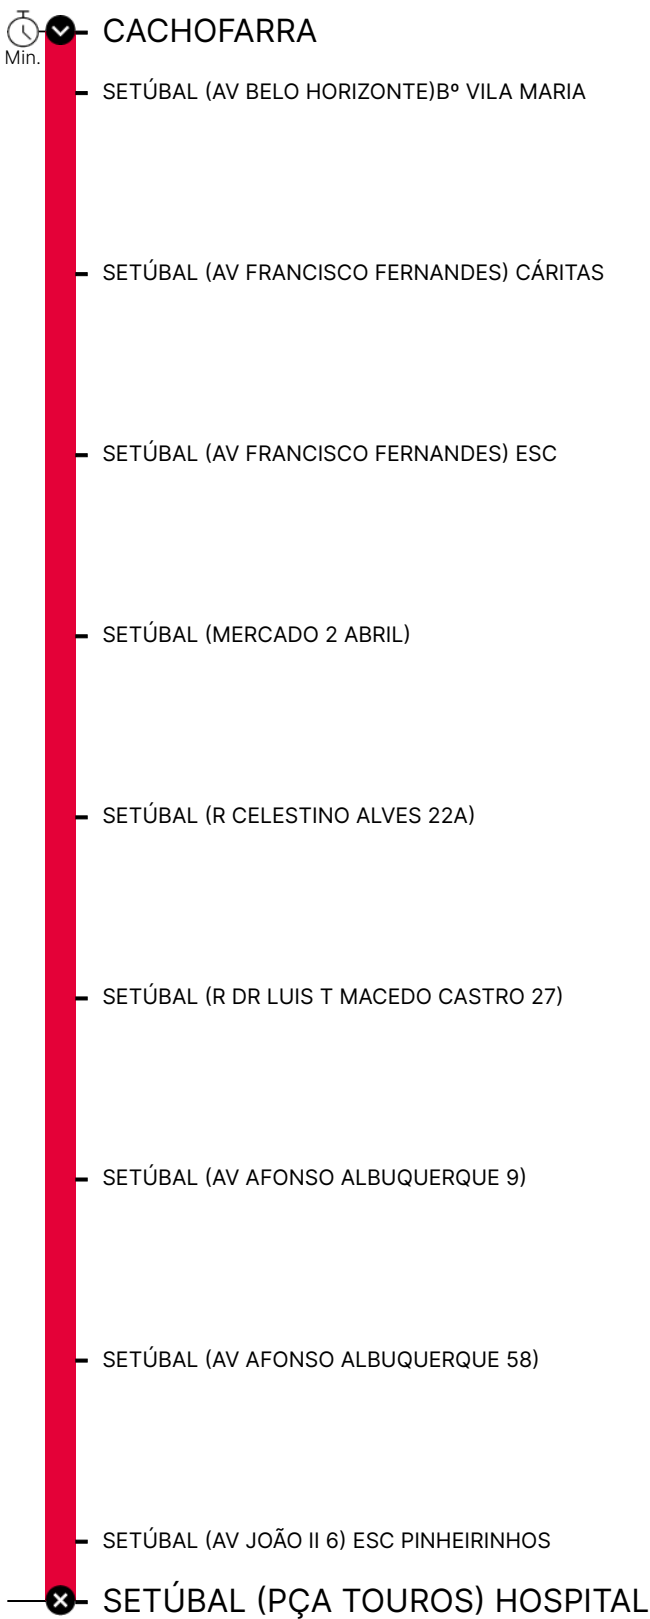 CACHOFARRA
Min.
SETÚBAL (AV BELO HORIZONTE)Bº VILA MARIA
SETÚBAL (AV FRANCISCO FERNANDES) CÁRITAS
SETÚBAL (AV FRANCISCO FERNANDES) ESC
SETÚBAL (MERCADO 2 ABRIL)
SETÚBAL (R CELESTINO ALVES 22A)
SETÚBAL (R DR LUIS T MACEDO CASTRO 27)
SETÚBAL (AV AFONSO ALBUQUERQUE 9)
SETÚBAL (AV AFONSO ALBUQUERQUE 58)
SETÚBAL (AV JOÃO II 6) ESC PINHEIRINHOS
SETÚBAL (PÇA TOUROS) HOSPITAL